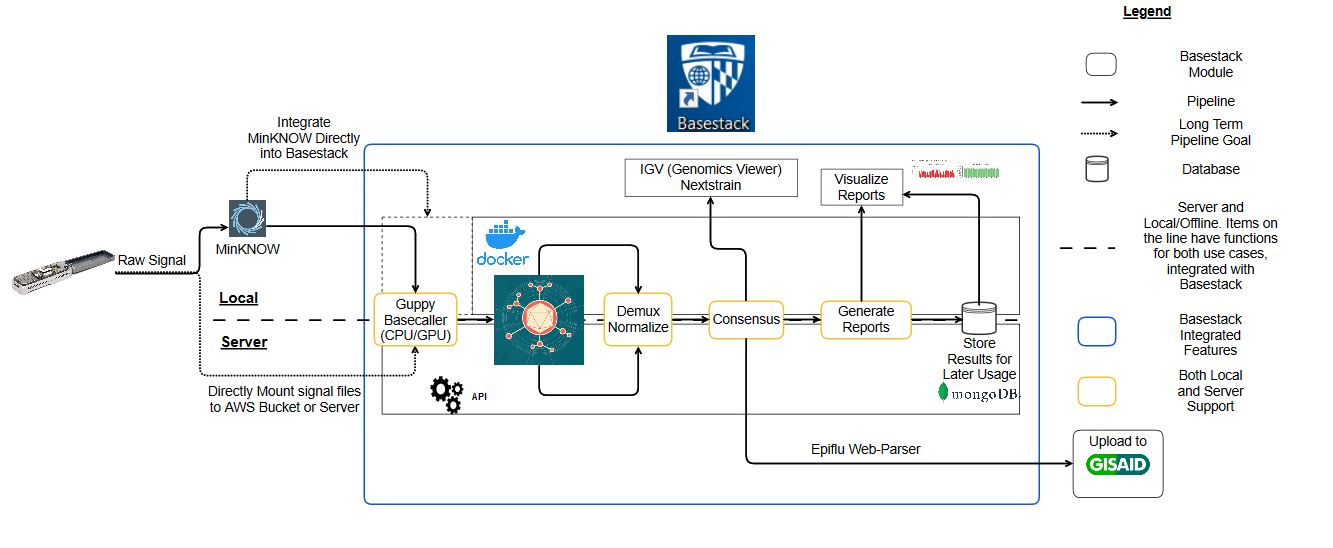 Legend
Basestack
Module
Pipeline
Long Term
Pipeline Goal
Database
Server and
Local/Offline. Items on
the line have functions
for both use cases,
integrated with
Basestack
Basestack
Integrated
Features
Both Local
and Server
Support
Basestack
Integrate
MinKNOW Directly
into Basestack
MinKNOW
Raw Signal
Local
Server
Directly Mount signal files
to AWS Bucket or Server
docker
Guppy
Basecaller
(CPU/GPU)
API
Demux
Normalize
Consensus
IGV (Genomics Viewer)
Nextstrain
Generate
Reports
Visualize
Reports
Store
Results for
Later Usage
mongoDB
Epiflu Web-Parser
Upload to
GISAID